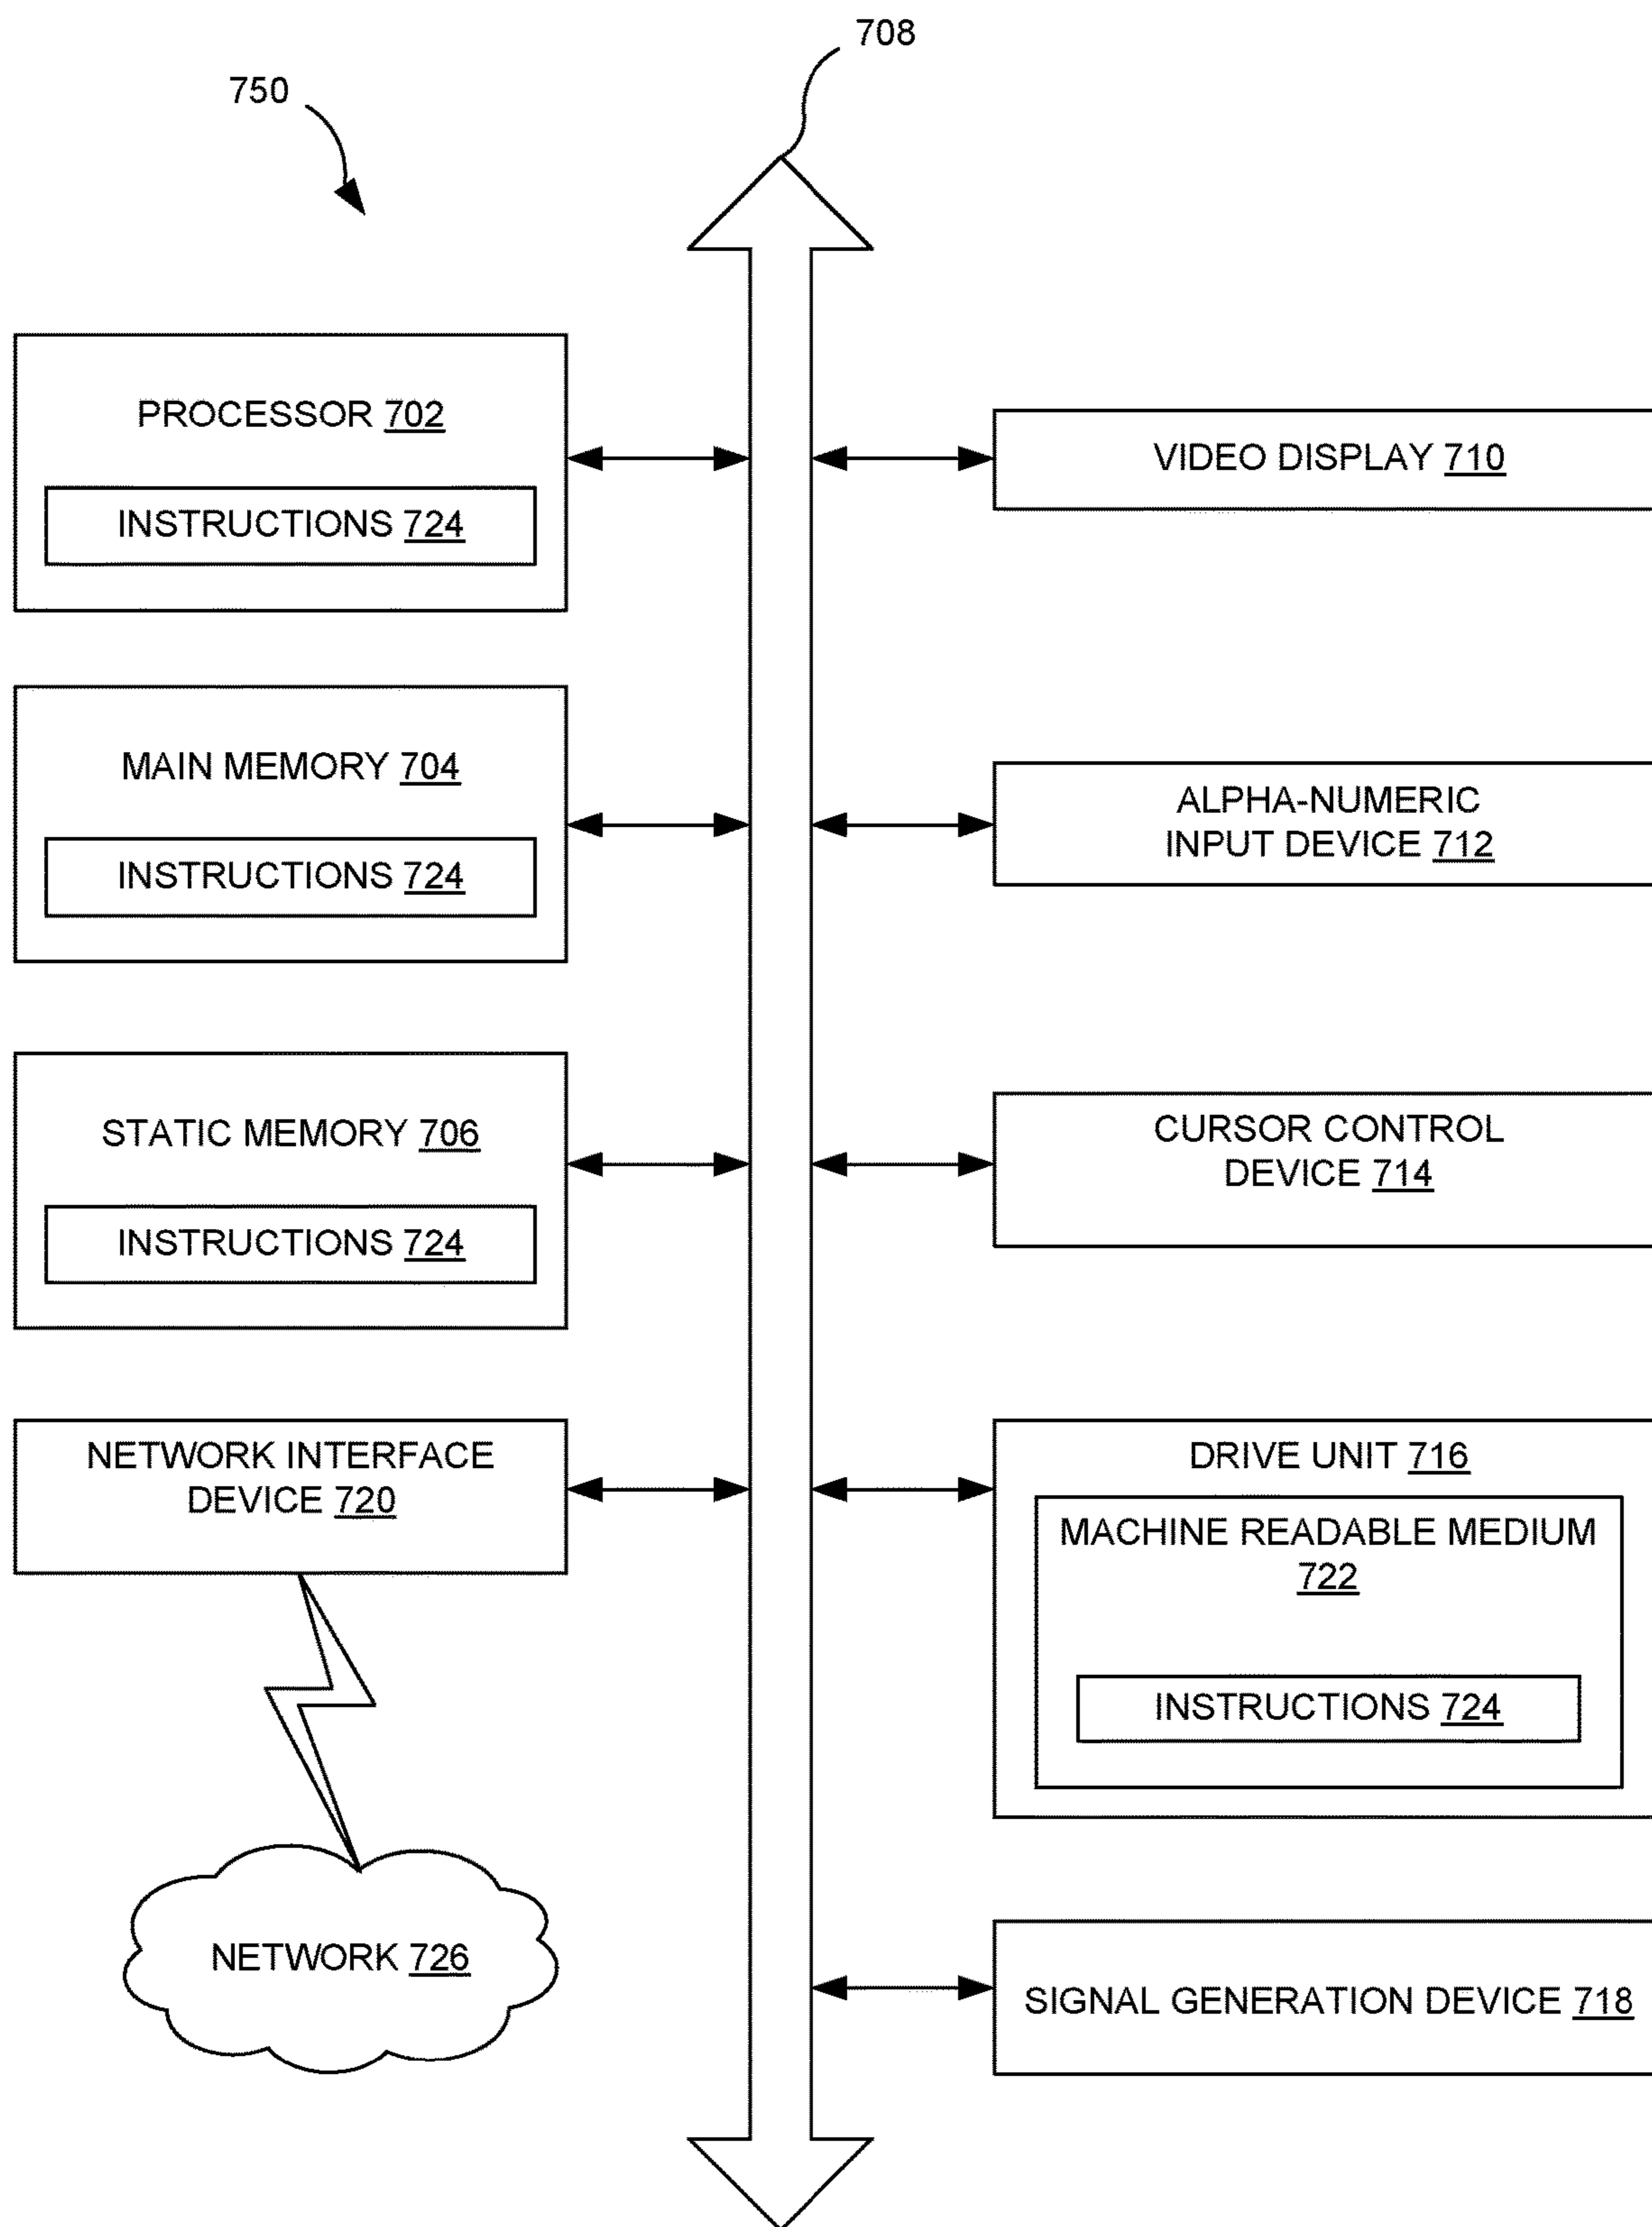 708
750
PROCESSOR 702
INSTRUCTIONS 724
MAIN MEMORY 704
INSTRUCTIONS 724
STATIC MEMORY 706
INSTRUCTIONS 724
NETWORK INTERFACE
DEVICE 720
NETWORK 726
VIDEO DISPLAY 710
ALPHA-NUMERIC
INPUT DEVICE 712
CURSOR CONTROL
DEVICE 714
DRIVE UNIT 716
MACHINE READABLE MEDIUM
722
INSTRUCTIONS 724
SIGNAL GENERATION DEVICE 718